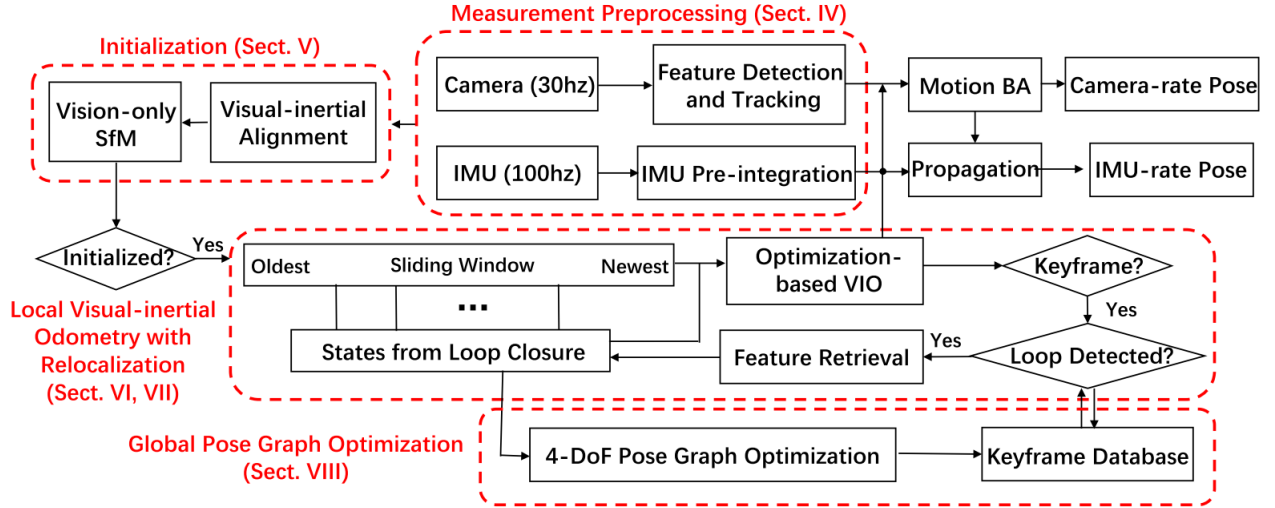 Measurement Preprocessing (Sect. IV)
Initialization (Sect. V)
Vision-only
SfM
Visual-inertial
Alignment
Camera (30hz)
Feature Detection
and Tracking
Motion BA
Camera-rate Pose
IMU (100hz)
IMU Pre-integration
Propagation
IMU-rate Pose
Initialized?
Yes
Oldest
Sliding Window
Newest
...
Optimization-
based VIO
Keyframe?
Yes
Local Visual-inertial
Odometry with
Relocalization
(Sect. VI, VII)
States from Loop Closure
Feature Retrieval
Yes
Loop Detected?
Global Pose Graph Optimization
(Sect. VIII)
4-DoF Pose Graph Optimization
Keyframe Database